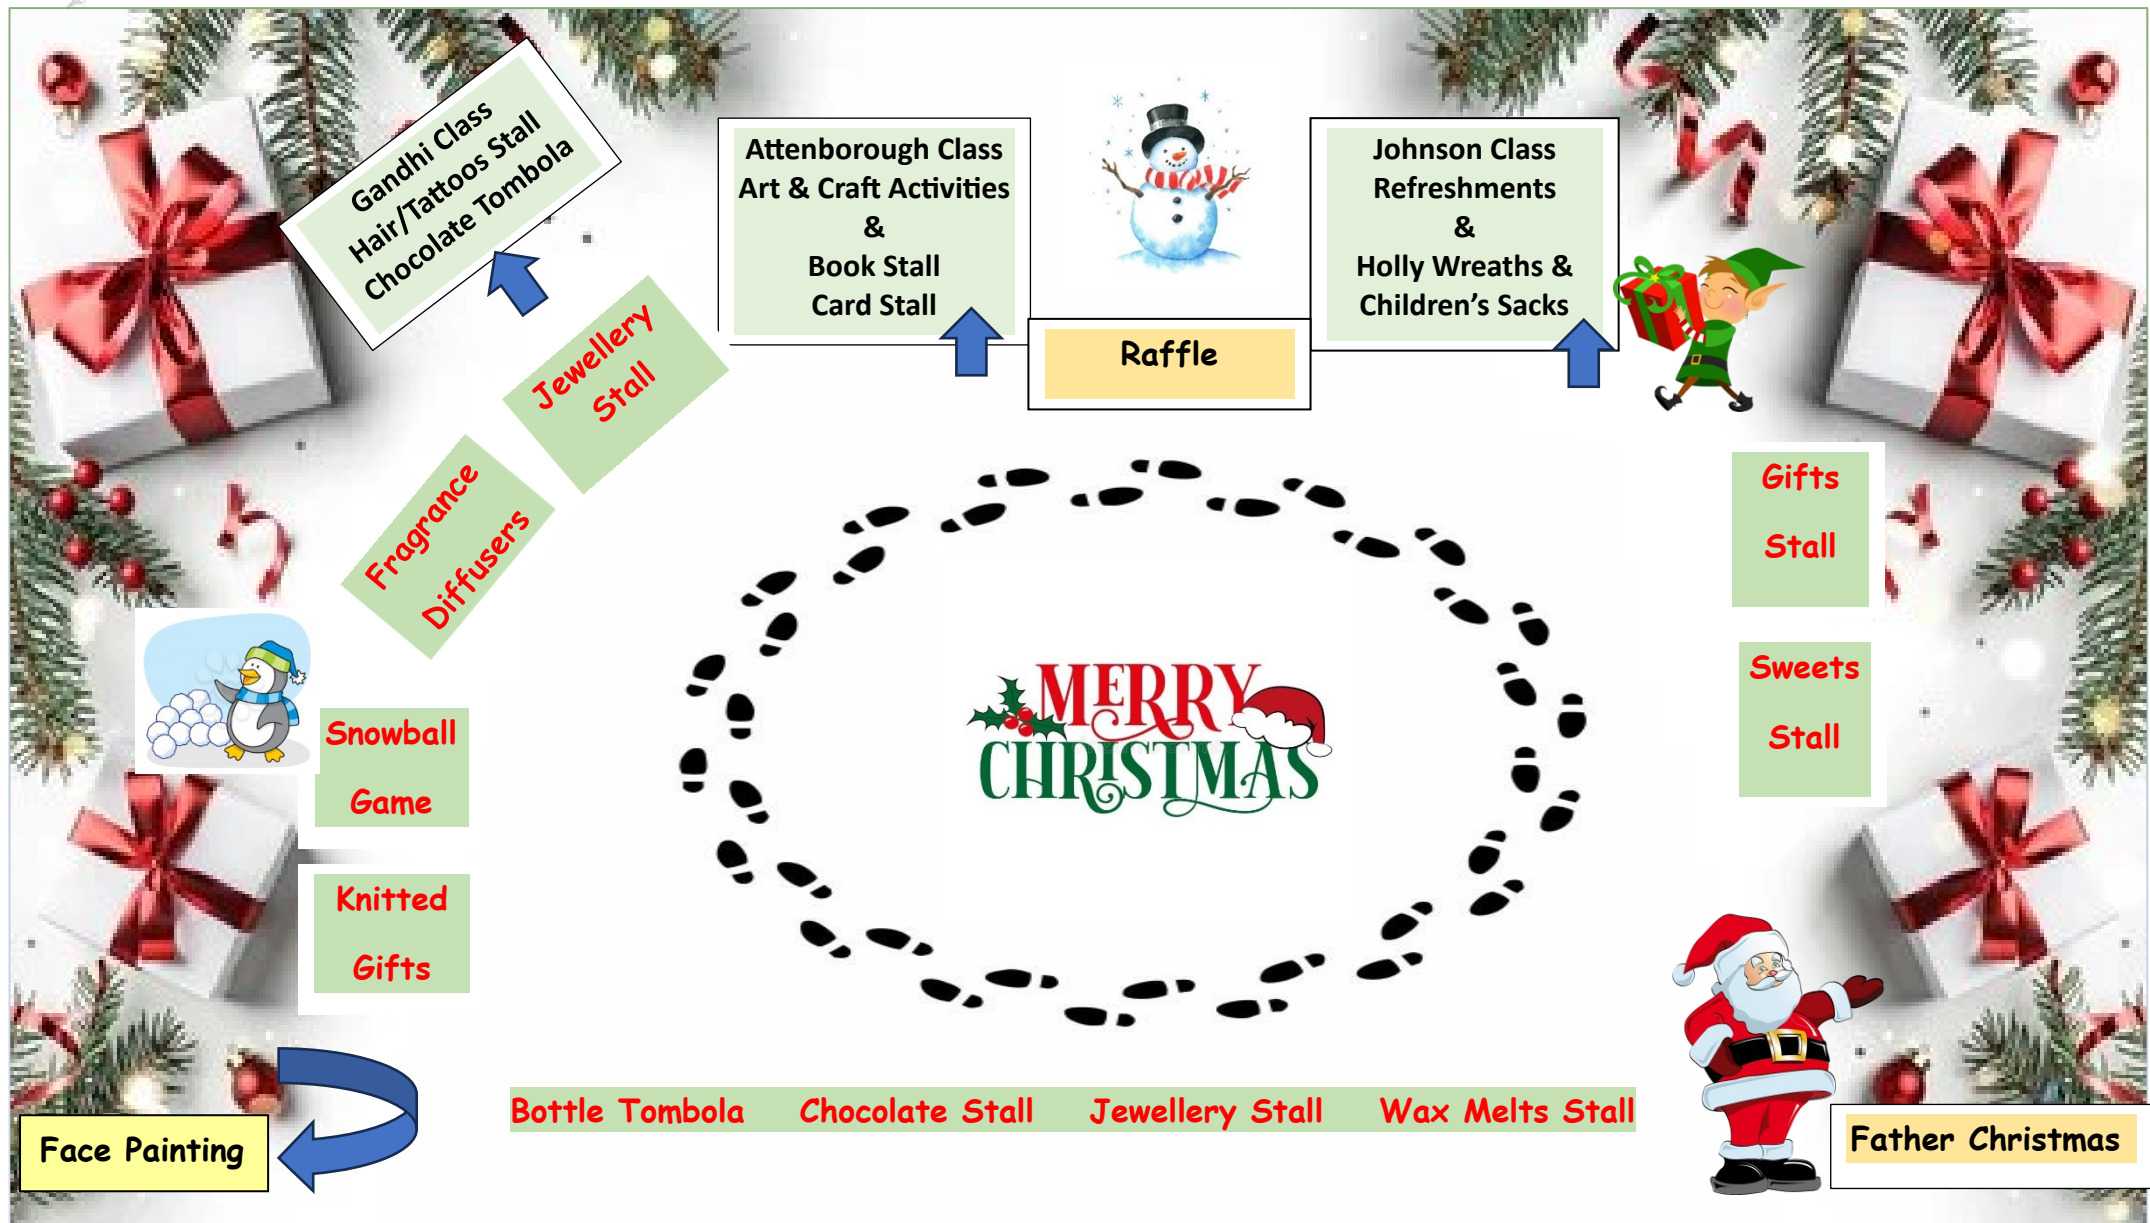 Gandhi Class
Hair/Tattoos Stall
Chocolate Tombola
Attenborough Class
Art & Craft Activities
&
Book Stall
Card Stall
Johnson Class
Refreshments
&
Holly Wreaths &
Children’s Sacks
Raffle
Jewellery
Stall
Fragrance
Diffusers
Gifts
Stall
Sweets
Stall
Snowball
Game
Knitted
Gifts
MERRY
CHRISTMAS
Bottle Tombola Chocolate Stall Jewellery Stall Wax Melts Stall
Face Painting
Father Christmas